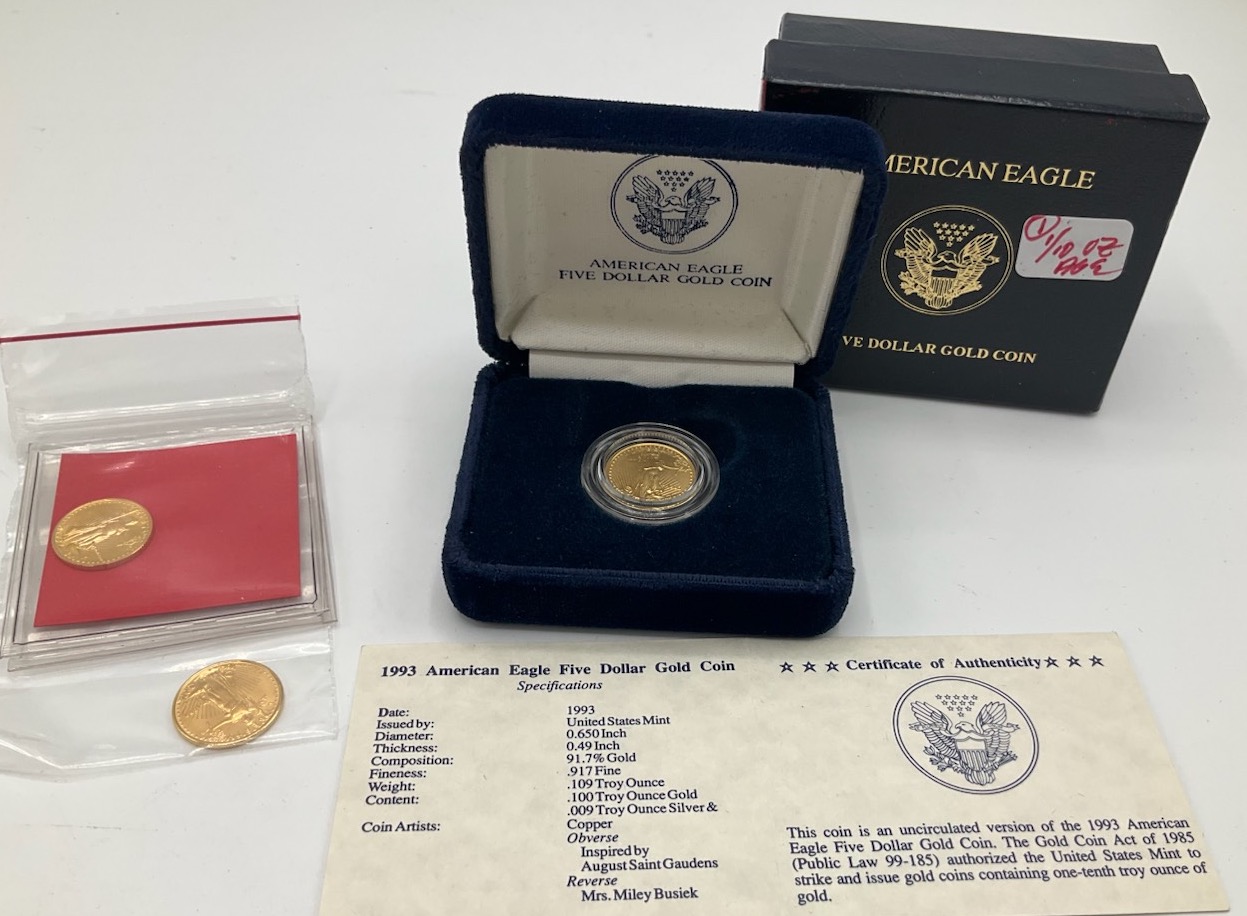 AMERICAN EAGLE
FIVE DOLLAR GOLD COIN
MERICAN EAGLE
① 1/10 OZ
AGE
VE DOLLAR GOLD COIN
1993 American Eagle Five Dollar Gold Coin
Specifications
Date: 1993
Issued by: United States Mint
Diameter: 0.650 Inch
Thickness: 0.49 Inch
Composition: 91.7% Gold
Fineness: .917 Fine
Weight: .109 Troy Ounce
Content: .100 Troy Ounce Gold
.009 Troy Ounce Silver &
Copper
Coin Artists:
Obverse
Inspired by
August Saint Gaudens
Reverse
Mrs. Miley Busiek
☆ ☆ ☆ Certificate of Authenticity ☆ ☆ ☆
This coin is an uncirculated version of the 1993 American
Eagle Five Dollar Gold Coin. The Gold Coin Act of 1985
(Public Law 99-185) authorized the United States Mint to
strike and issue gold coins containing one-tenth troy ounce of
gold.